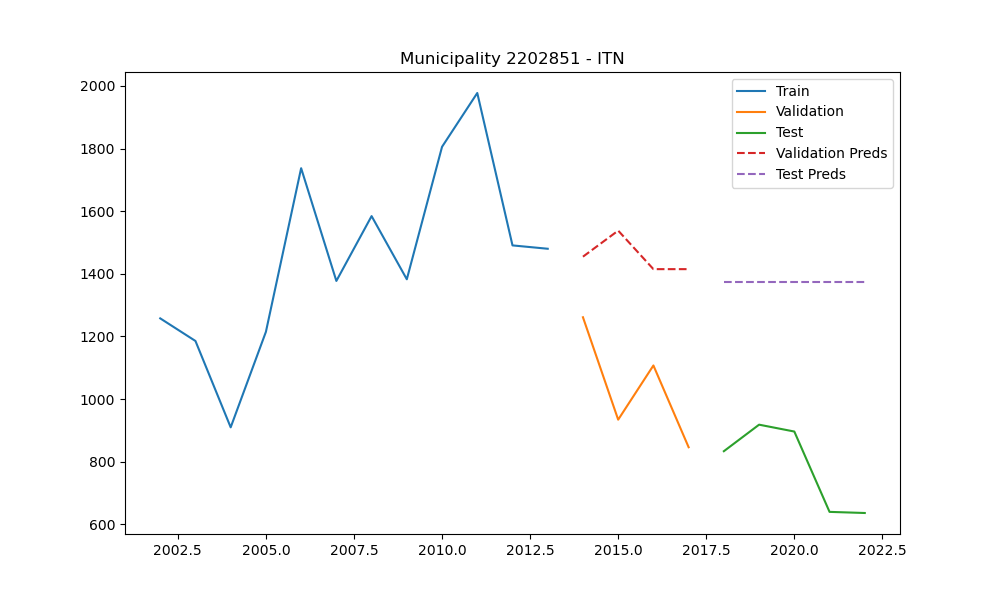 Municipality 2202851 - ITN
2000
1800
1600
1400
1200
1000
800
600
Train
Validation
Test
Validation Preds
Test Preds
2002.5 2005.0 2007.5 2010.0 2012.5 2015.0 2017.5 2020.0 2022.5